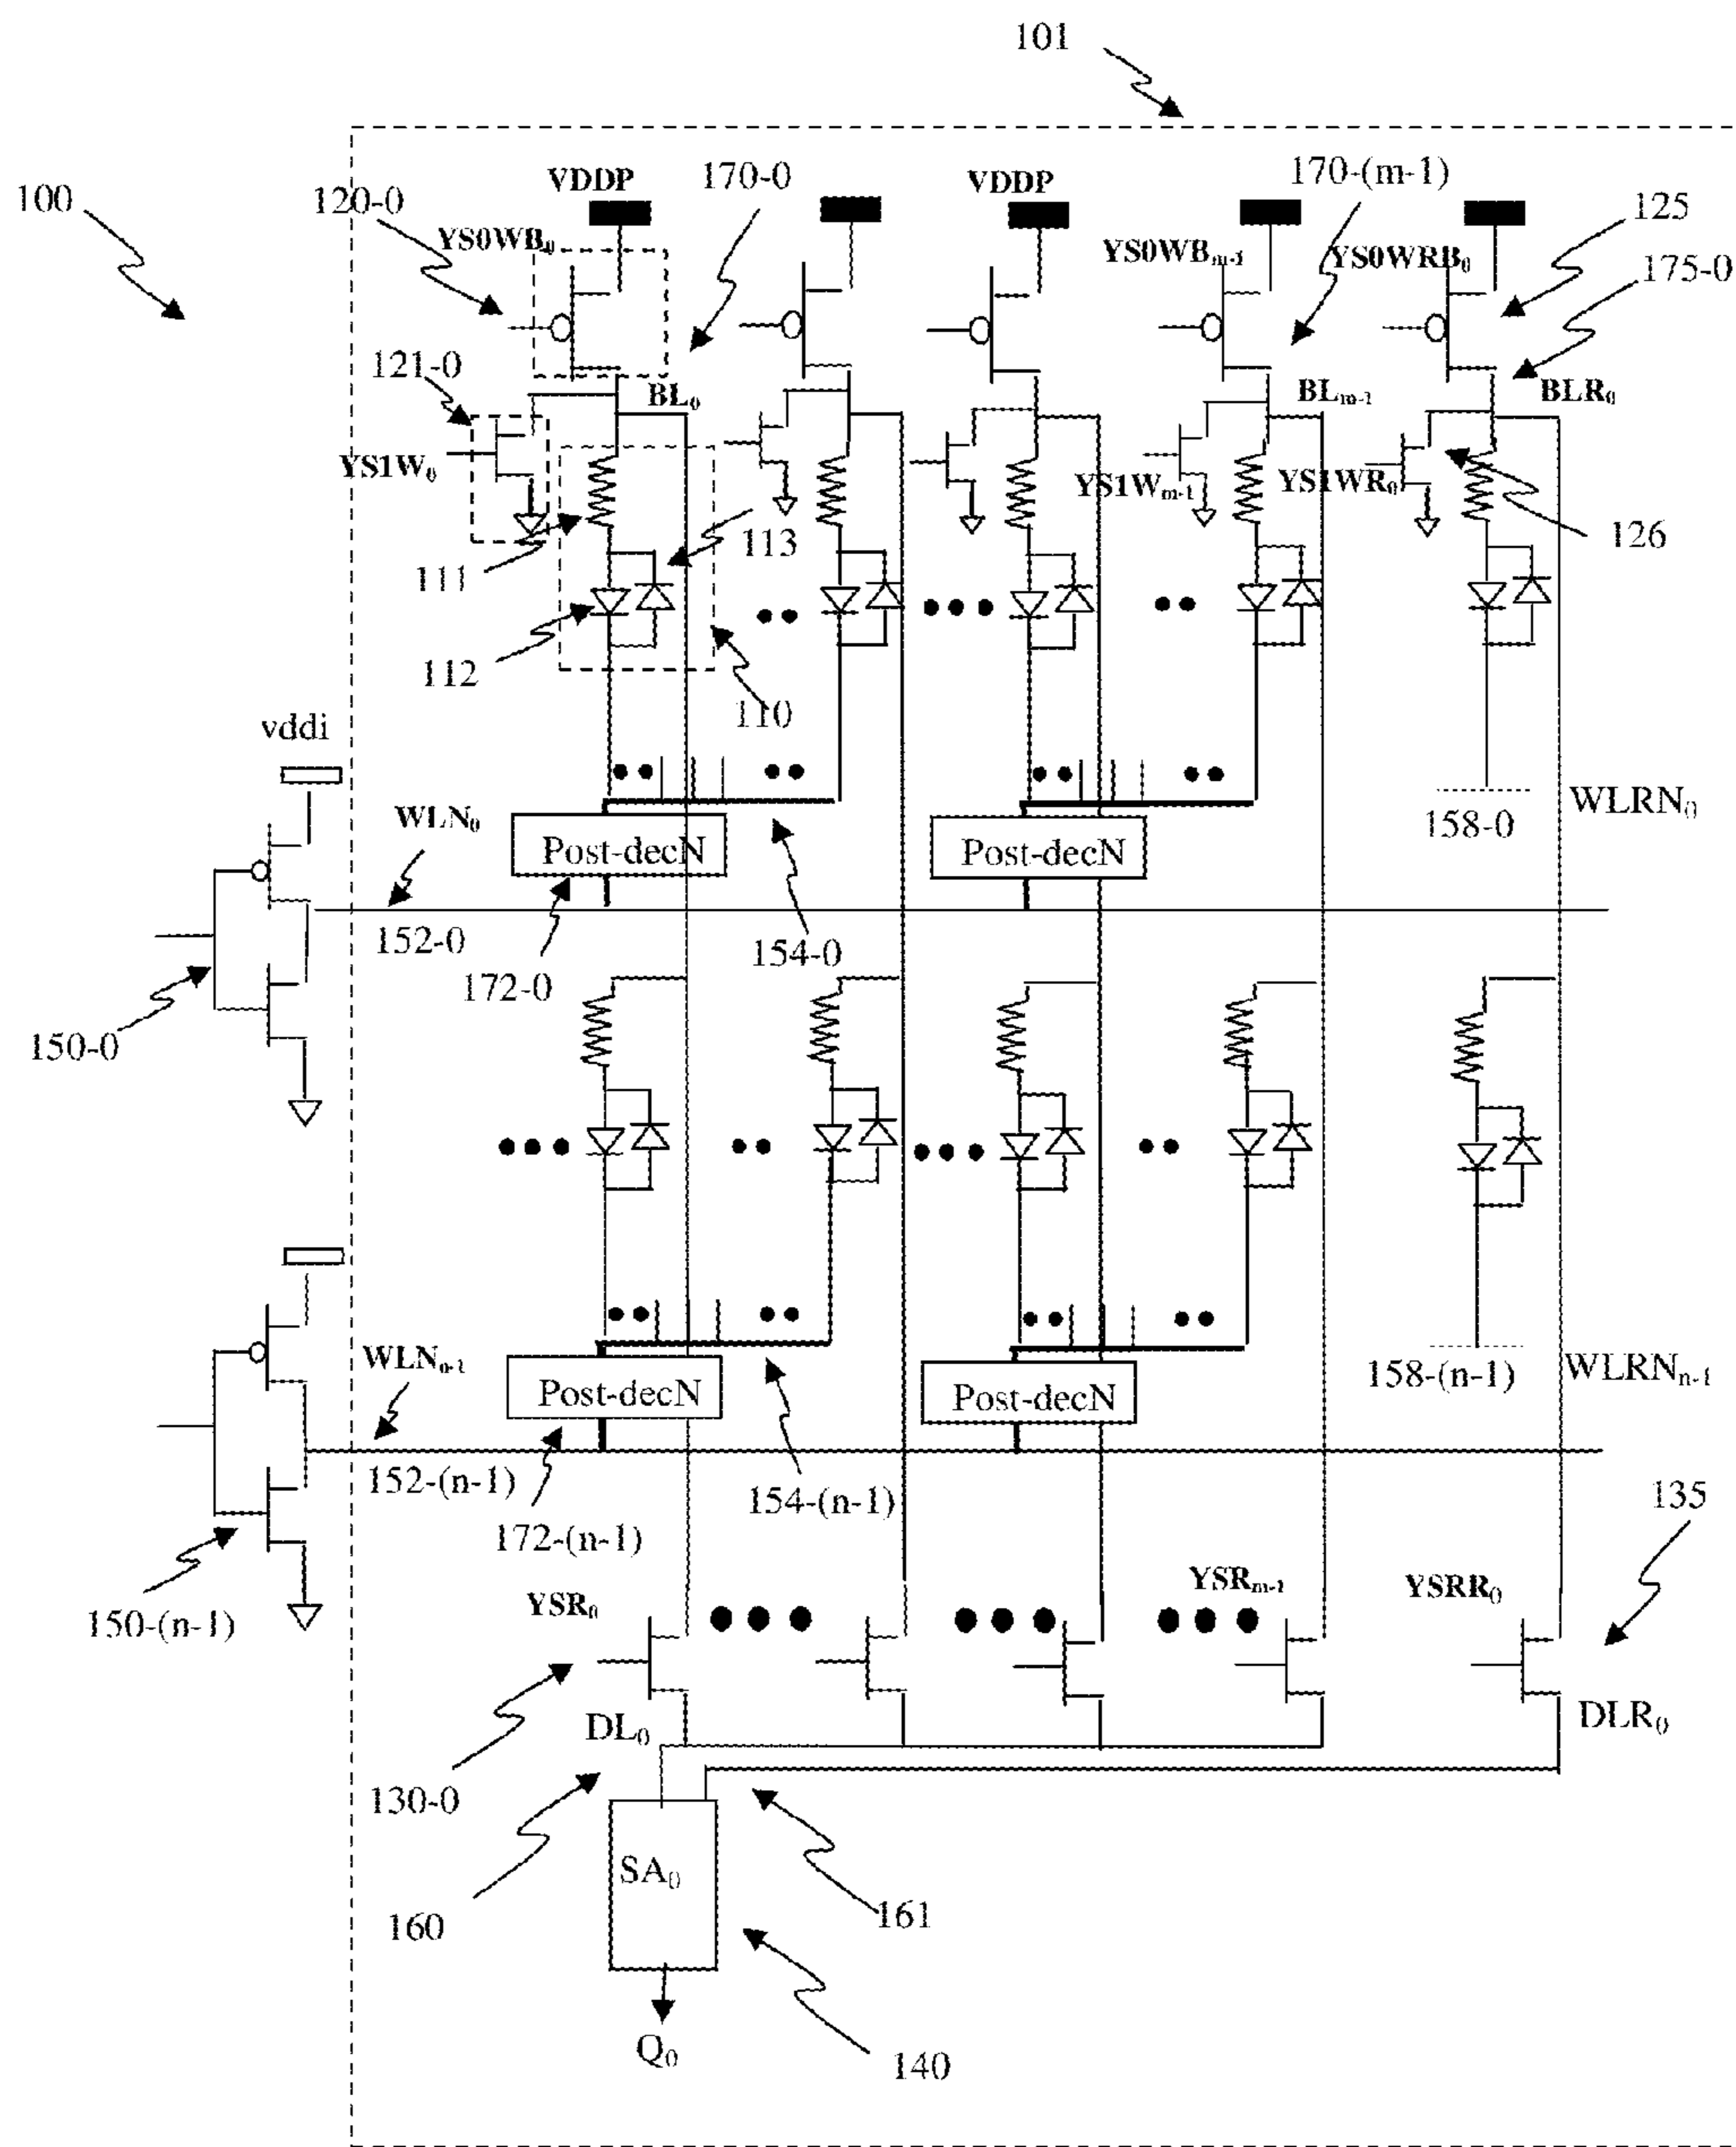 101
100
120-0
VDDP
170-0
VDDP
170-(m-1)
125
YS0WB₀
YS0WBₘ₋₁
YS0WRB₀
175-0
121-0
BL₀
BLₘ₋₁
BLR₀
YS1W₀
YS1Wₘ₋₁
YS1WR₀
111
113
126
112
110
vddi
WLN₀
Post-decN
Post-decN
158-0
WLRN₀
152-0
154-0
172-0
150-0
WLNₙ₋₁
Post-decN
Post-decN
158-(n-1)
WLRNₙ₋₁
152-(n-1)
154-(n-1)
172-(n-1)
135
150-(n-1)
YSR₀
YSRₘ₋₁
YSRR₀
130-0
DL₀
DLR₀
SA₀
160
161
Q₀
140